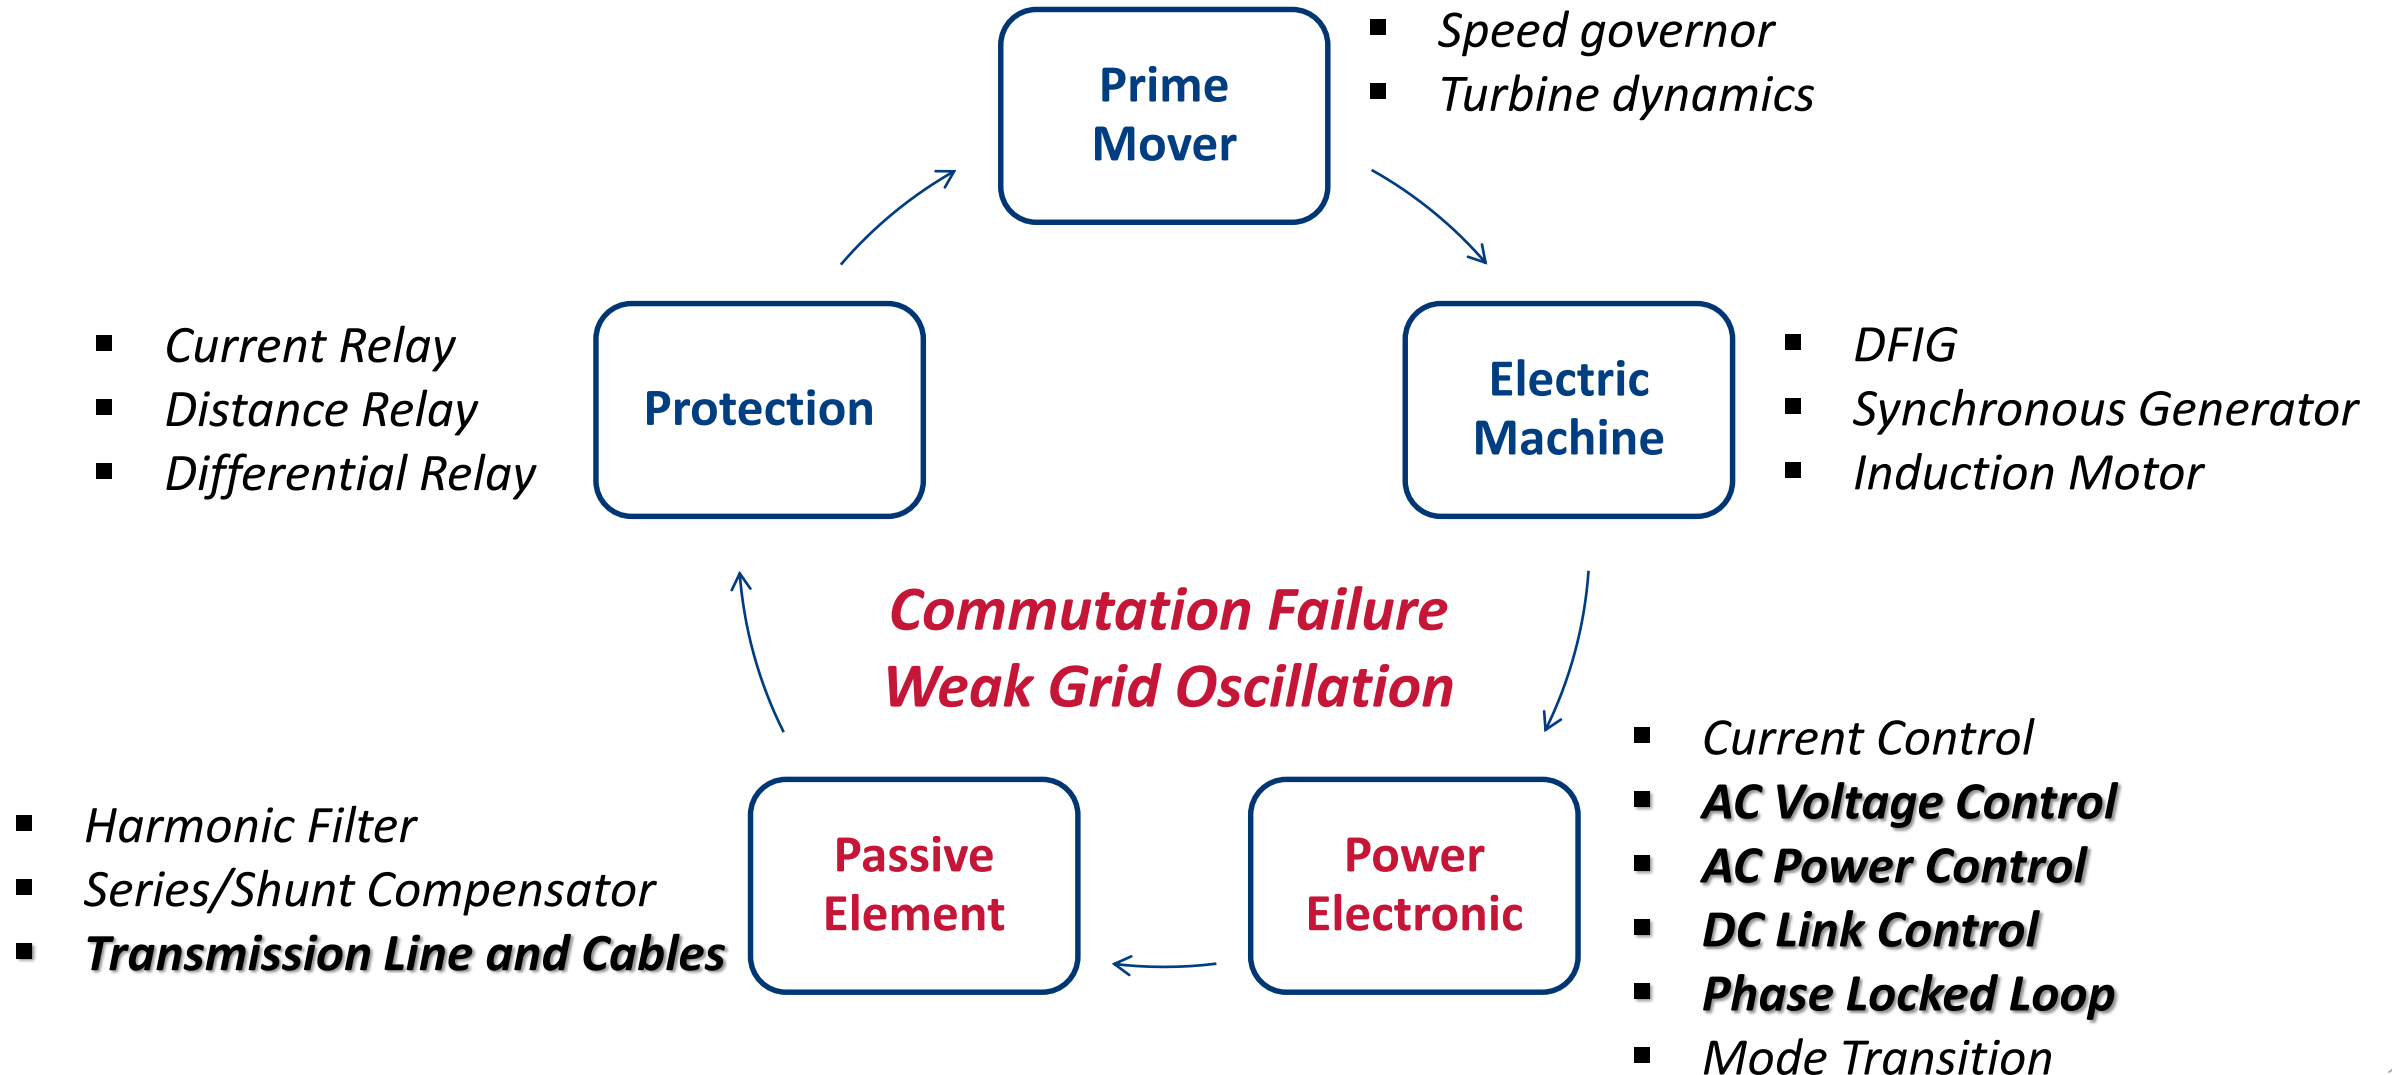 Prime
Mover
▪ Speed governor
▪ Turbine dynamics
Electric
Machine
▪ DFIG
▪ Synchronous Generator
▪ Induction Motor
Power
Electronic
▪ Current Control
▪ AC Voltage Control
▪ AC Power Control
▪ DC Link Control
▪ Phase Locked Loop
▪ Mode Transition
Passive
Element
▪ Harmonic Filter
▪ Series/Shunt Compensator
▪ Transmission Line and Cables
Protection
▪ Current Relay
▪ Distance Relay
▪ Differential Relay
Commutation Failure
Weak Grid Oscillation